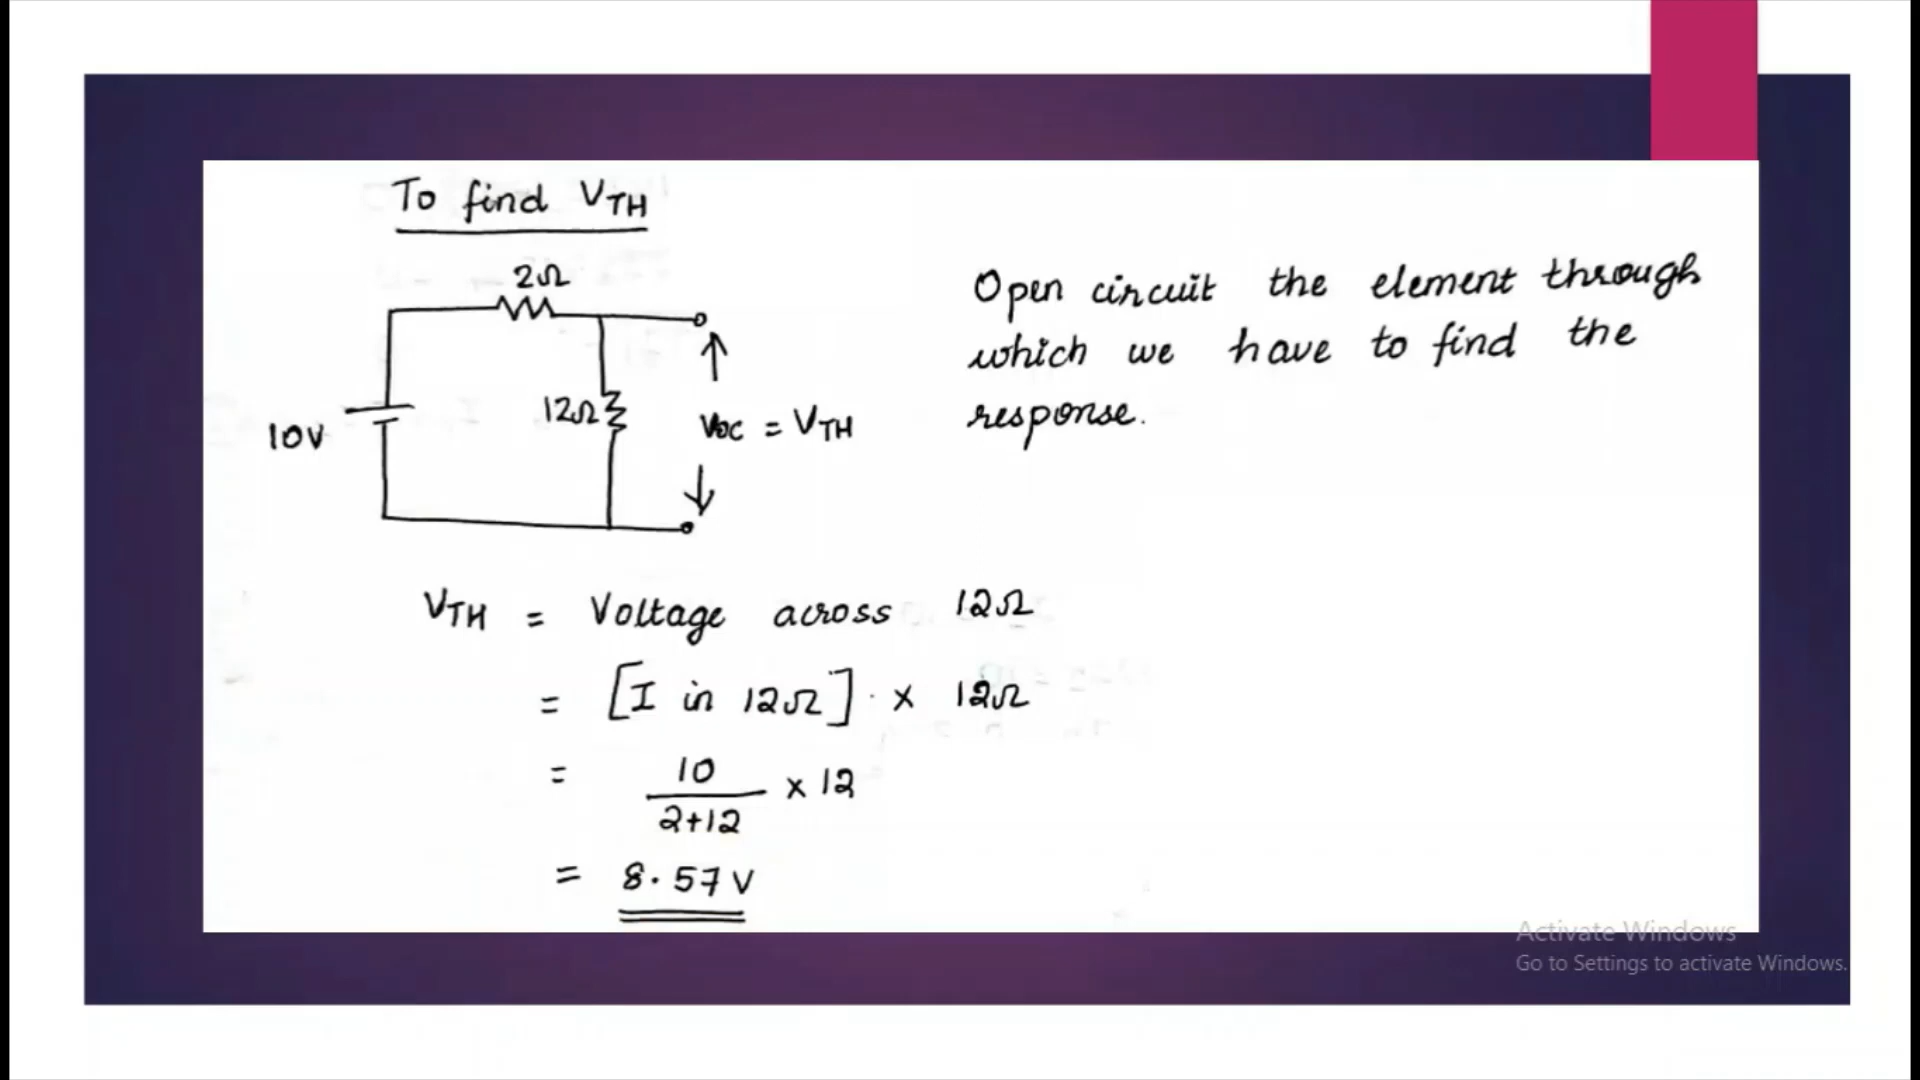 To find VTH
2Ω
10V
12Ω
Voc = VTH
Open circuit the element through
which we have to find the
response.
VTH = Voltage across 12Ω
= [I in 12Ω] · x 12Ω
= 10/2+12 x 12
= 8.57 V
Activate Windows
Go to Settings to activate Windows.